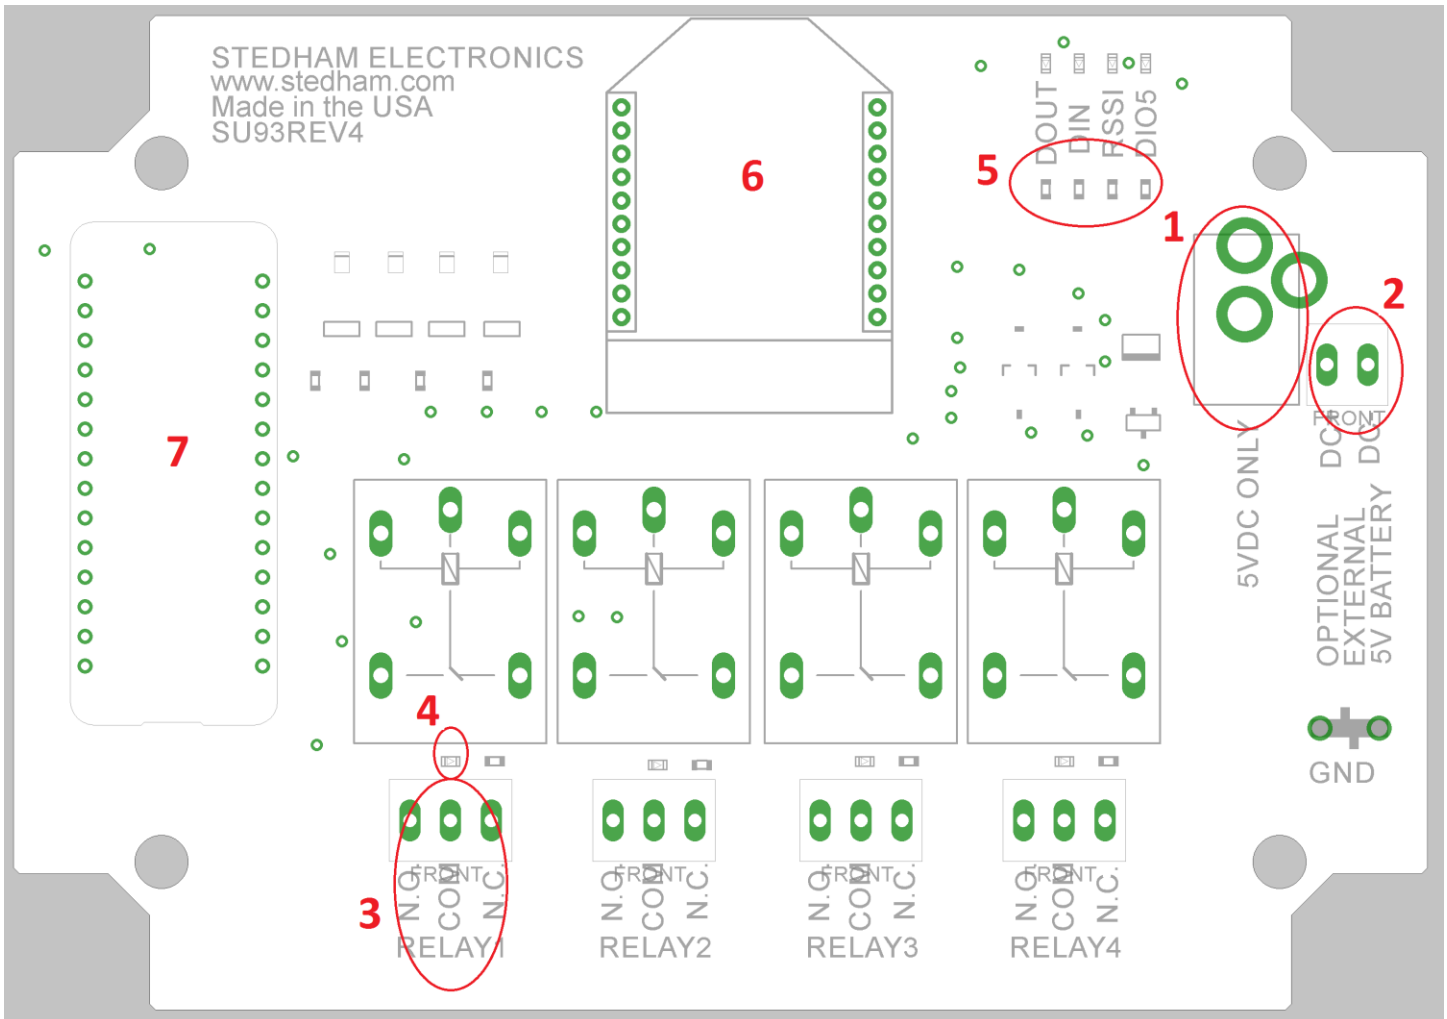 STEDHAM ELECTRONICS
www.stedham.com
Made in the USA
SU93REV4
DOUT
DIN
RSSI
DIO5
5
6
1
2
7
FRONT
DC+
DC-
5VDC ONLY
OPTIONAL
EXTERNAL
5V BATTERY
GND
4
3
FRONT
N.O.
COM
N.C.
RELAY1
FRONT
N.O.
COM
N.C.
RELAY2
FRONT
N.O.
COM
N.C.
RELAY3
FRONT
N.O.
COM
N.C.
RELAY4